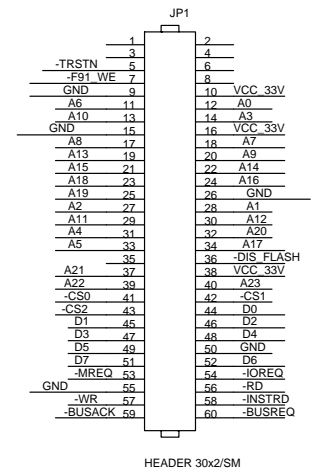 JP1
1 2
3 4
-TRSTN 5 6
-F91_WE 7 8
GND 9 10 VCC_33V
A6 11 12 A0
A10 13 14 A3
GND 15 16 VCC_33V
A8 17 18 A7
A13 19 20 A9
A15 21 22 A14
A18 23 24 A16
A19 25 26 GND
A2 27 28 A1
A11 29 30 A12
A4 31 32 A20
A5 33 34 A17
35 36 -DIS_FLASH
A21 37 38 VCC_33V
A22 39 40 A23
-CS0 41 42 -CS1
-CS2 43 44 D0
D1 45 46 D2
D3 47 48 D4
D5 49 50 GND
D7 51 52 D6
-MREQ 53 54 -IOREQ
GND 55 56 -RD
-WR 57 58 -INSTRD
-BUSACK 59 60 -BUSREQ
HEADER 30x2/SM